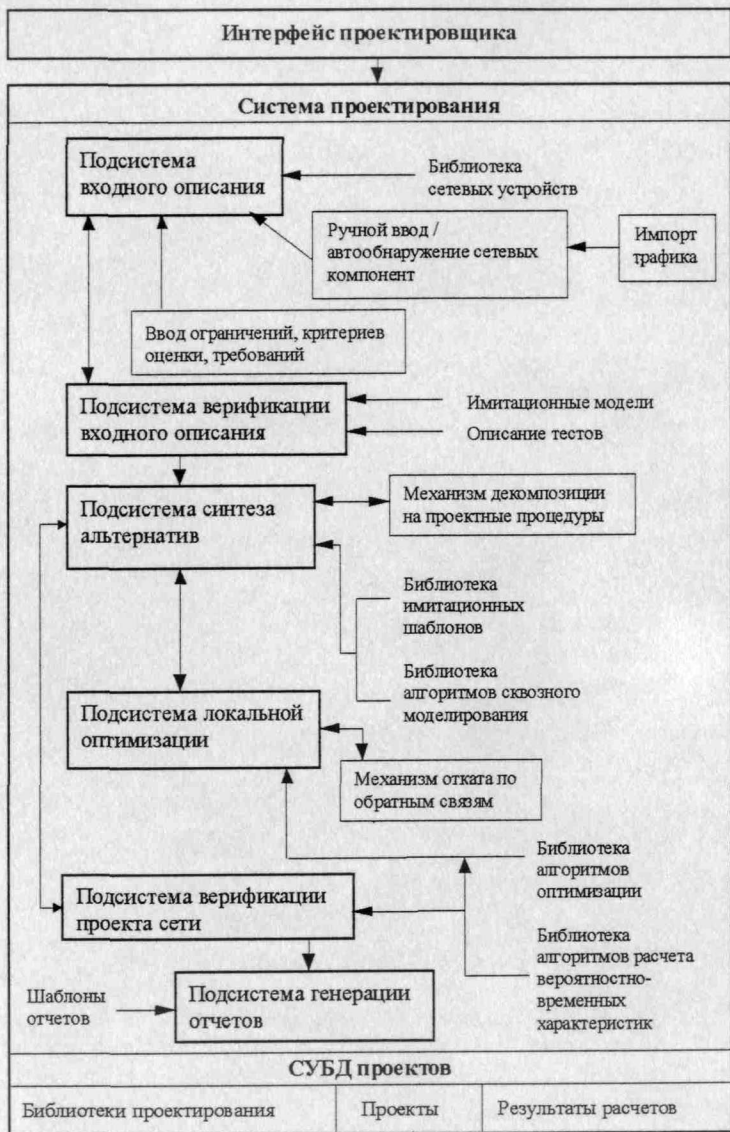 Интерфейс проектировщика
Система проектирования
Подсистема
входного описания
Библиотека
сетевых устройств
Ручной ввод /
автообнаружение сетевых
компонент
Импорт
трафика
Ввод ограничений, критериев
оценки, требований
Подсистема верификации
входного описания
Имитационные модели
Описание тестов
Подсистема синтеза
альтернатив
Механизм декомпозиции
на проектные процедуры
Библиотека
имитационных
шаблонов
Библиотека
алгоритмов сквозного
моделирования
Подсистема локальной
оптимизации
Механизм отката по
обратным связям
Библиотека
алгоритмов
оптимизации
Подсистема верификации
проекта сети
Библиотека
алгоритмов расчета
вероятностно-
временных
характеристик
Шаблоны
отчетов
Подсистема генерации
отчетов
СУБД проектов
Библиотеки проектирования
Проекты
Результаты расчетов